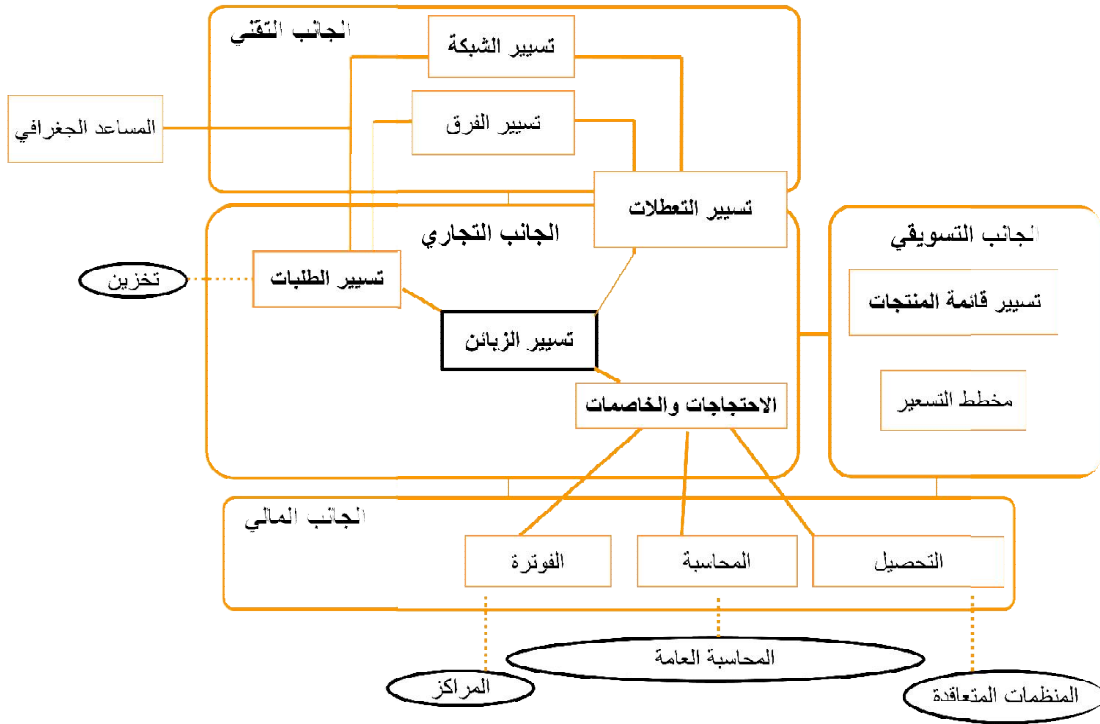 الجانب التقني
تسيير الشبكة
تسيير الفرق
المساعد الجغرافي
تسيير التعطلات
الجانب التجاري
الجانب التسويقي
تسيير الطلبات
تخزين
تسيير قائمة المنتجات
تسيير الزبائن
الاحتجاجات والخاصمات
مخطط التسعير
الجانب المالي
التحصيل
المحاسبة
الفوترة
المحاسبة العامة
المراكز
المنظمات المتعاقدة